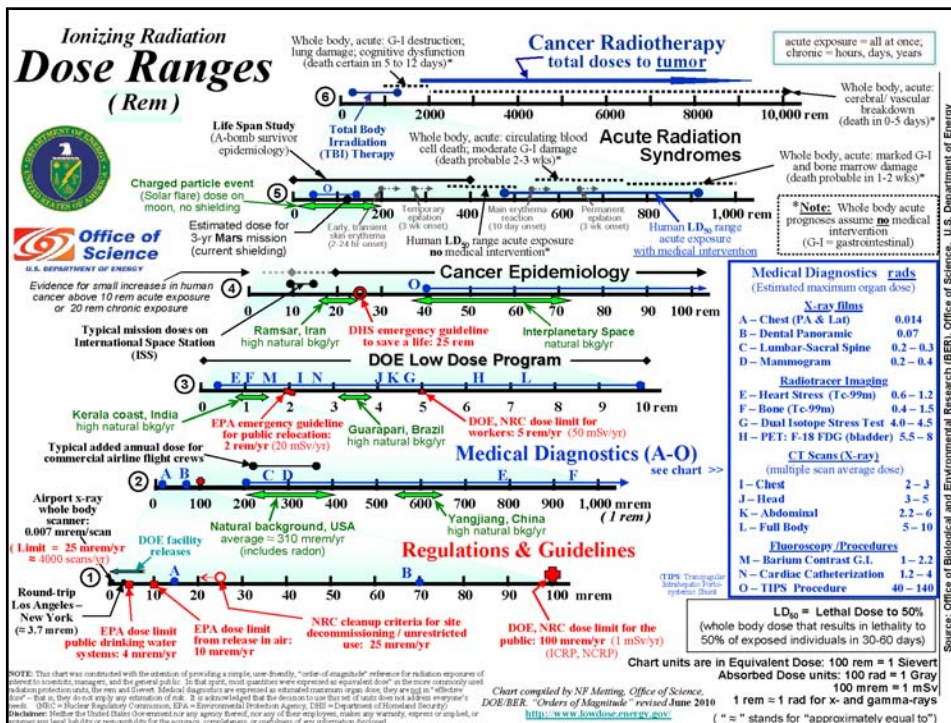 Ionizing Radiation
Dose Ranges
( Rem )
Whole body, acute: G-I destruction;
lung damage; cognitive dysfunction
(death certain in 5 to 12 days)*
Cancer Radiotherapy
total doses to tumor
acute exposure = all at once;
chronic = hours, days, years
6
0 2000 4000 6000 8000 10,000 rem
Whole body, acute:
cerebral/ vascular
breakdown
(death in 0-5 days)*
Total Body
Irradiation
(TBI) Therapy
Life Span Study
(A-bomb survivor
epidemiology)
Whole body, acute: circulating blood
cell death; moderate G-I damage
(death probable 2-3 wks)*
Acute Radiation
Syndromes
Whole body, acute: marked G-I
and bone marrow damage
(death probable in 1-2 wks)*
Charged particle event
(Solar flare) dose on
moon, no shielding
5
O
0 200 400 600 800 1,000 rem
Estimated dose for
3-yr Mars mission
(current shielding)
Early, transient
skin erythema
(2-24 hr onset)
Temporary
epilation
(3 wk onset)
Main erythema
reaction
(10 day onset)
Permanent
epilation
(3 wk onset)
Human LD50 range
acute exposure
no medical intervention*
Human LD50 range
acute exposure
with medical intervention
*Note: Whole body acute
prognoses assume no medical
intervention
(G-I = gastrointestinal)
Office of
Science
U.S. DEPARTMENT OF ENERGY
Evidence for small increases in human
cancer above 10 rem acute exposure
or 20 rem chronic exposure
Cancer Epidemiology
4
O
0 10 20 30 40 50 60 70 80 90 100 rem
Typical mission doses on
International Space Station
(ISS)
Ramsar, Iran
high natural bkg/yr
DHS emergency guideline
to save a life: 25 rem
Interplanetary Space
natural bkg/yr
DOE Low Dose Program
3
E F M I N J K G H L
0 1 2 3 4 5 6 7 8 9 10 rem
Kerala coast, India
high natural bkg/yr
EPA emergency guideline
for public relocation:
2 rem/yr (20 mSv/yr)
Guarapari, Brazil
high natural bkg/yr
DOE, NRC dose limit for
workers: 5 rem/yr (50 mSv/yr)
Typical added annual dose for
commercial airline flight crews
Medical Diagnostics (A-O)
see chart >>
2
A B C D E F
0 100 200 300 400 500 600 700 800 900 1,000 mrem
( 1 rem )
Airport x-ray
whole body
scanner:
0.007 mrem/scan
( Limit = 25 mrem/yr
≈ 4000 scans/yr)
Natural background, USA
average ≈ 310 mrem/yr
(includes radon)
Yangjiang, China
high natural bkg/yr
DOE facility
releases
Regulations & Guidelines
1
A B
0 10 20 30 40 50 60 70 80 90 100 mrem
Round-trip
Los Angeles –
New York
(≈ 3.7 mrem)
EPA dose limit
public drinking water
systems: 4 mrem/yr
EPA dose limit
from release in air:
10 mrem/yr
NRC cleanup criteria for site
decommissioning / unrestricted
use: 25 mrem/yr
DOE, NRC dose limit for the
public: 100 mrem/yr (1 mSv/yr)
(ICRP, NCRP)
Medical Diagnostics rads
(Estimated maximum organ dose)
X-ray films
A – Chest (PA & Lat) 0.014
B – Dental Panoramic 0.07
C – Lumbar-Sacral Spine 0.2 – 0.3
D – Mammogram 0.2 – 0.4
Radiotracer Imaging
E – Heart Stress (Tc-99m) 0.6 – 1.2
F – Bone (Tc-99m) 0.4 – 1.5
G – Dual Isotope Stress Test 4.0 – 4.5
H – PET: F-18 FDG (bladder) 5.5 – 8
CT Scans (X-ray)
(multiple scan average dose)
I – Chest 2 – 3
J – Head 3 – 5
K – Abdominal 2.2 – 6
L – Full Body 5 – 10
Fluoroscopy /Procedures
M – Barium Contrast G.I. 1 – 2.2
N – Cardiac Catheterization 1.2 – 4
O – TIPS Procedure 40 – 140
(TIPS: Transjugular
Intrahepatic Porto-
systemic Shunt
LD50 = Lethal Dose to 50%
(whole body dose that results in lethality to
50% of exposed individuals in 30-60 days)
Chart units are in Equivalent Dose: 100 rem = 1 Sievert
Absorbed Dose units: 100 rad = 1 Gray
100 mrem = 1 mSv
1 rem ≈ 1 rad for x- and gamma-rays
( " ≈ " stands for "approximately equal to")
Chart compiled by NF Metting, Office of Science,
DOE/BER. "Orders of Magnitude" revised June 2010
http://www.lowdose.energy.gov/
Source: Office of Biological and Environmental Research (BER), Office of Science, U.S. Department of Energy